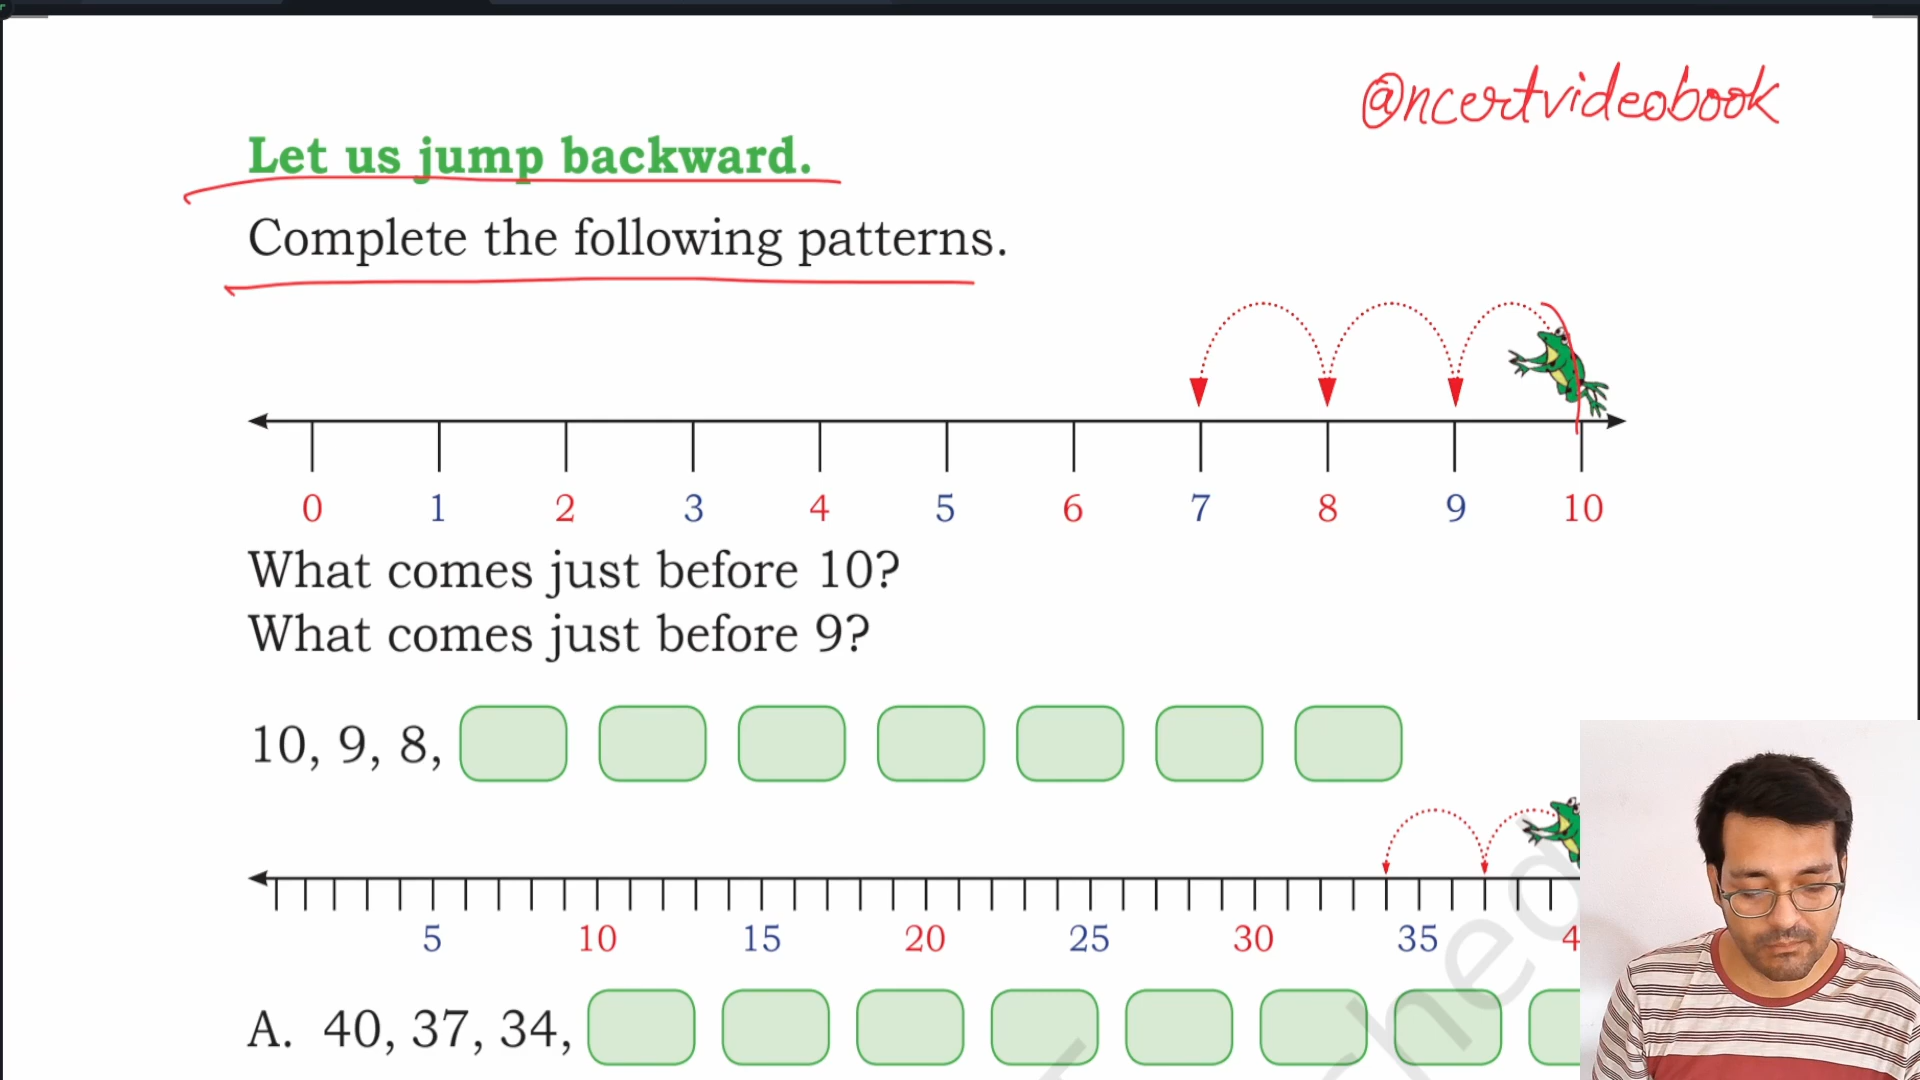 @ncertvideobook
Let us jump backward.
Complete the following patterns.
0 1 2 3 4 5 6 7 8 9 10
What comes just before 10?
What comes just before 9?
10, 9, 8,
5 10 15 20 25 30 35 4
A. 40, 37, 34,